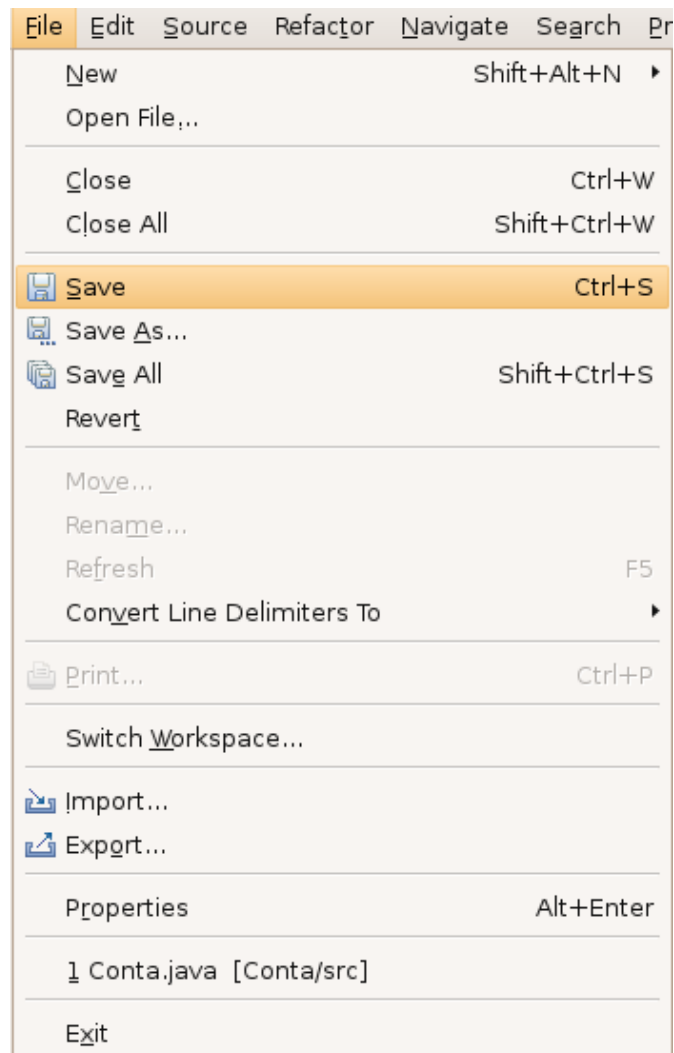 File Edit Source Refactor Navigate Search Pr
New Shift+Alt+N
Open File...
Close Ctrl+W
Close All Shift+Ctrl+W
Save Ctrl+S
Save As...
Save All Shift+Ctrl+S
Revert
Move...
Rename...
Refresh F5
Convert Line Delimiters To
Print... Ctrl+P
Switch Workspace...
Import...
Export...
Properties Alt+Enter
1 Conta.java [Conta/src]
Exit